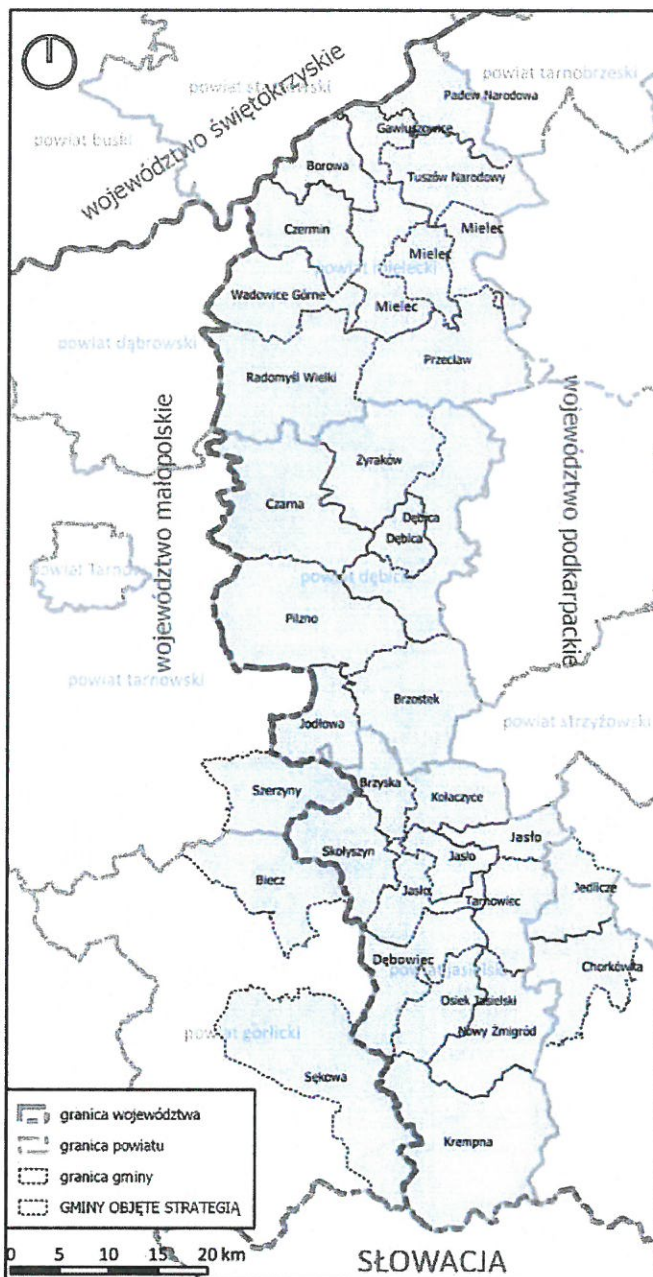 powiat tarnobrzeski
Padew Narodowa
województwo świętokrzyskie
powiat buski
Gawłuszowice
Borowa
Tuszów Narodowy
Czermin
Mielec
Mielec
powiat mielecki
Wadowice Górne
Mielec
powiat dąbrowski
Przecław
Radomyśl Wielki
województwo małopolskie
województwo podkarpackie
Żyraków
Czarna
Dębica
Dębica
powiat
powiat dębicki
Pilzno
powiat tarnowski
Brzostek
Jodłowa
powiat strzyżowski
Szerzyny
Brzyska
Kołaczyce
Jasło
Skołyszyn
Jasło
Biecz
Jasło
Jedlicze
Tarnowiec
Dębowiec
powiat jasielski
Chorkówka
Osiek Jasielski
powiat gorlicki
Nowy Żmigród
Sękowa
Krempna
granica województwa
granica powiatu
granica gminy
GMINY OBJĘTE STRATEGIĄ
0 5 10 15 20 km
SŁOWACJA